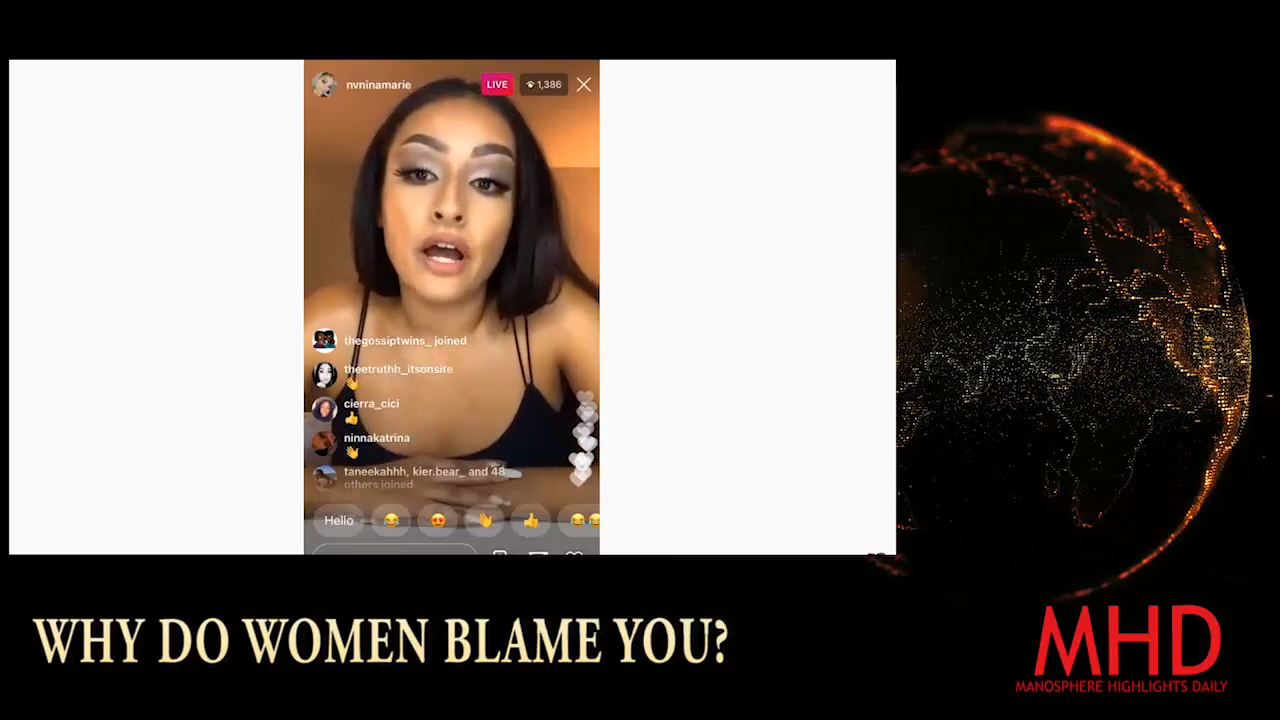 nvninamarie
LIVE
1,386
thegossiptwins_ joined
theetruthh_itsonsite
cierra_cici
ninnakatrina
taneekahhh, kier.bear_ and 48
others joined
Hello
WHY DO WOMEN BLAME YOU?
MHD
MANOSPHERE HIGHLIGHTS DAILY